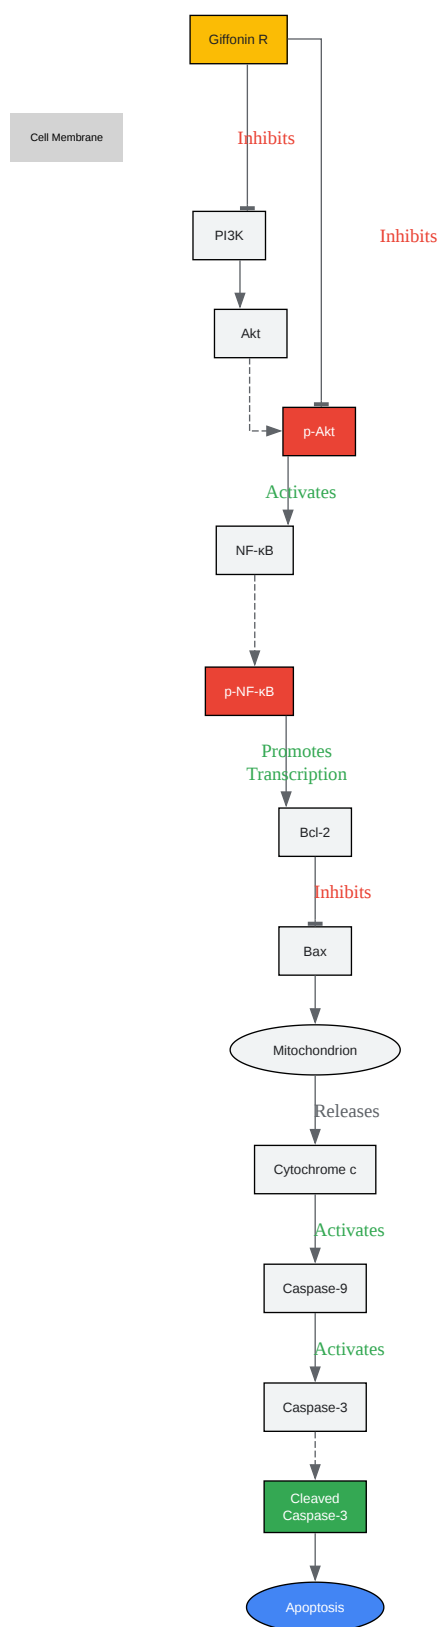 Giffonin R
Cell Membrane
Inhibits
PI3K
Inhibits
Akt
p-Akt
Activates
NF-κB
p-NF-κB
Promotes
Transcription
Bcl-2
Inhibits
Bax
Mitochondrion
Releases
Cytochrome c
Activates
Caspase-9
Activates
Caspase-3
Cleaved
Caspase-3
Apoptosis